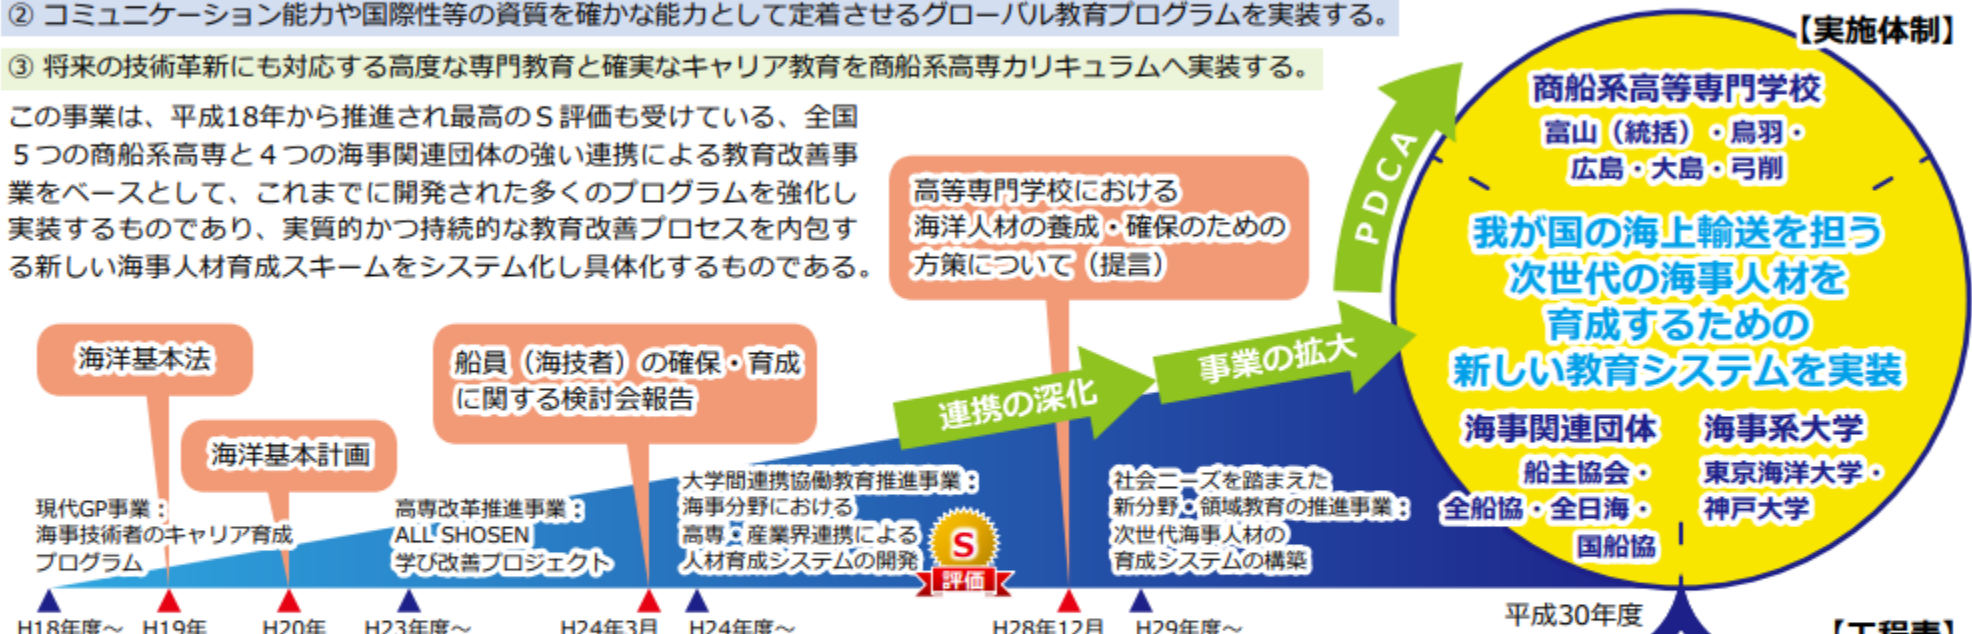 ② コミュニケーション能力や国際性等の資質を確かな能力として定着させるグローバル教育プログラムを実装する。
③ 将来の技術革新にも対応する高度な専門教育と確実なキャリア教育を商船系高専カリキュラムへ実装する。
この事業は、平成18年から推進され最高のS評価も受けている、全国
5つの商船系高専と4つの海事関連団体の強い連携による教育改善事
業をベースとして、これまでに開発された多くのプログラムを強化し
実装するものであり、実質的かつ持続的な教育改善プロセスを内包す
る新しい海事人材育成スキームをシステム化し具体化するものである。
海洋基本法
海洋基本計画
船員（海技者）の確保・育成
に関する検討会報告
高等専門学校における
海洋人材の養成・確保のための
方策について（提言）
連携の深化
事業の拡大
PDCA
現代GP事業：
海事技術者のキャリア育成
プログラム
高専改革推進事業：
ALL SHOSEN
学び改善プロジェクト
大学間連携協働教育推進事業：
海事分野における
高専・産業界連携による
人材育成システムの開発
S
評価
社会ニーズを踏まえた
新分野・領域教育の推進事業：
次世代海事人材の
育成システムの構築
H18年度～
H19年
H20年
H23年度～
H24年3月
H24年度～
H28年12月
H29年度～
平成30年度
【実施体制】
商船系高等専門学校
富山（統括）・鳥羽・
広島・大島・弓削
我が国の海上輸送を担う
次世代の海事人材を
育成するための
新しい教育システムを実装
海事関連団体
船主協会・
全船協・全日海・
国船協
海事系大学
東京海洋大学・
神戸大学
【工程表】